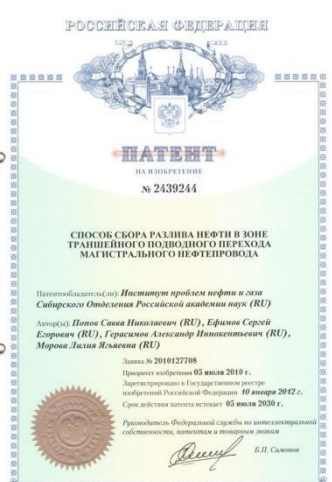 РОССИЙСКАЯ ФЕДЕРАЦИЯ
ПАТЕНТ
НА ИЗОБРЕТЕНИЕ
№ 2439244
СПОСОБ СБОРА РАЗЛИВА НЕФТИ В ЗОНЕ
ТРАНШЕЙНОГО ПОДВОДНОГО ПЕРЕХОДА
МАГИСТРАЛЬНОГО НЕФТЕПРОВОДА
Патентообладатель(ли): Институт проблем нефти и газа
Сибирского Отделения Российской академии наук (RU)
Автор(ы): Попов Савва Николаевич (RU), Ефимов Сергей
Егорович (RU), Герасимов Александр Иннокентьевич (RU),
Морова Лилия Ягьяевна (RU)
Заявка № 2010127708
Приоритет изобретения 05 июля 2010 г.
Зарегистрировано в Государственном реестре
изобретений Российской Федерации 10 января 2012 г.
Срок действия патента истекает 05 июля 2030 г.
Руководитель Федеральной службы по интеллектуальной
собственности, патентам и товарным знакам
Б.П. Симонов